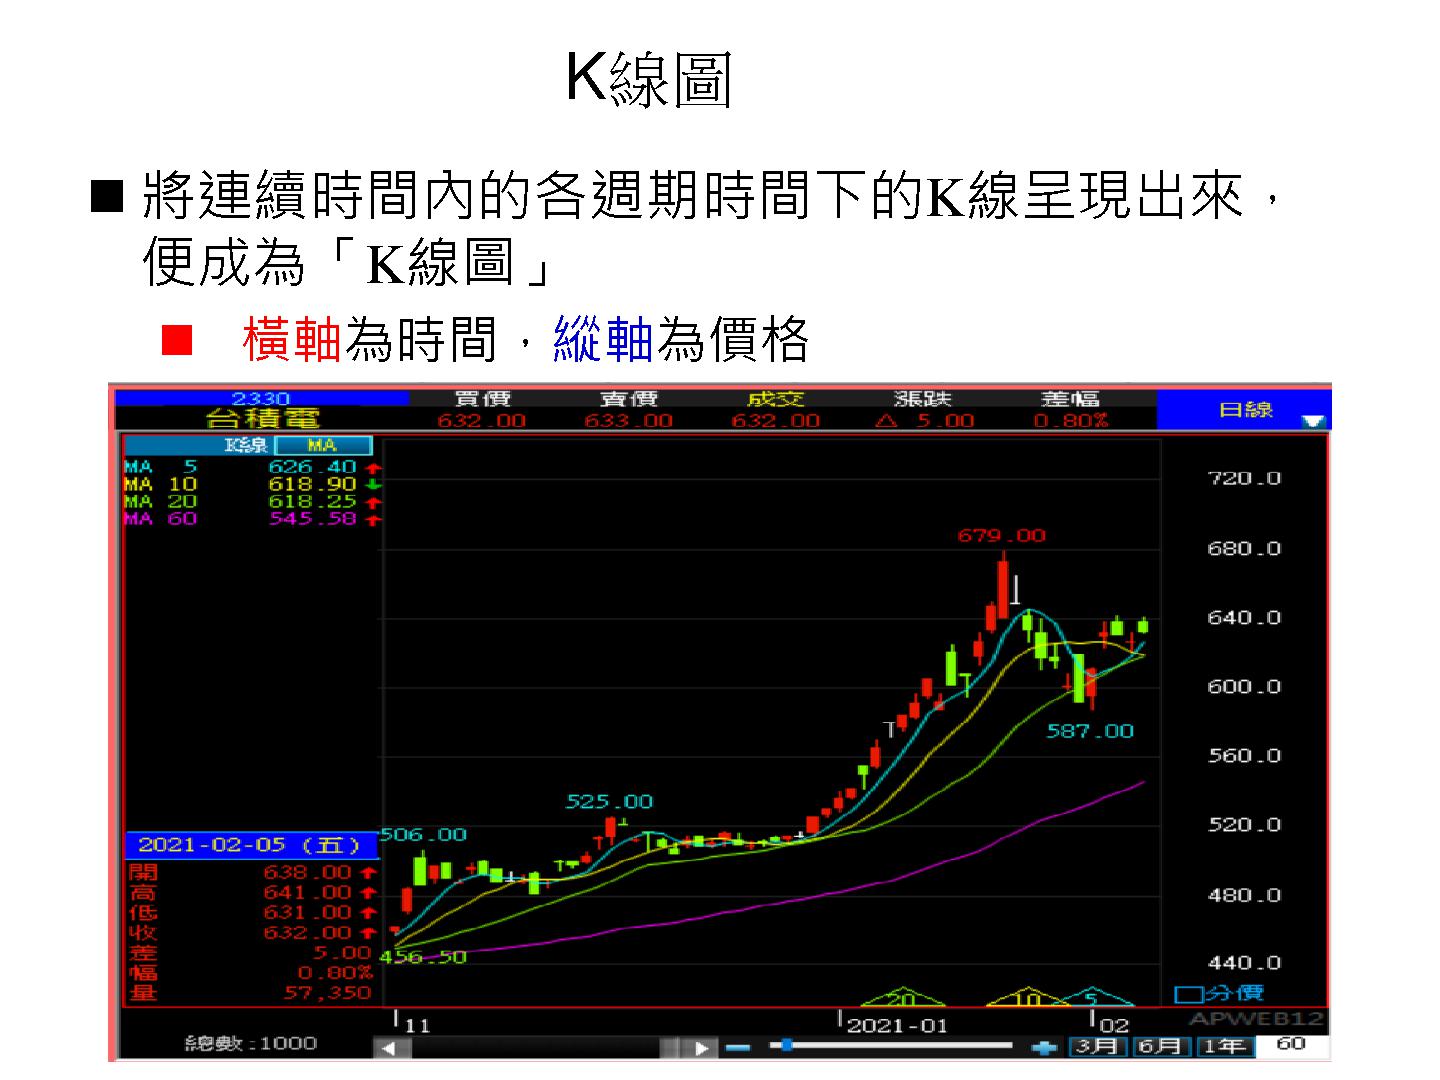 K線圖
將連續時間內的各週期時間下的K線呈現出來，
便成為「K線圖」
橫軸為時間，縱軸為價格
2330 買價 賣價 成交 漲跌 差幅 日線
台積電 632.00 633.00 632.00 △ 5.00 0.80%
K線 MA
MA 5 626.40
MA 10 618.90
MA 20 618.25
MA 60 545.58
720.0
679.00
680.0
640.0
600.0
587.00
560.0
525.00
520.0
506.00
2021-02-05 (五)
開 638.00
高 641.00
低 631.00
收 632.00
差 5.00
幅 0.80%
量 57,350
480.0
456.50
440.0
20 10 5
分價
11 2021-01 02
APWEB12
總數:1000 3月 6月 1年 60